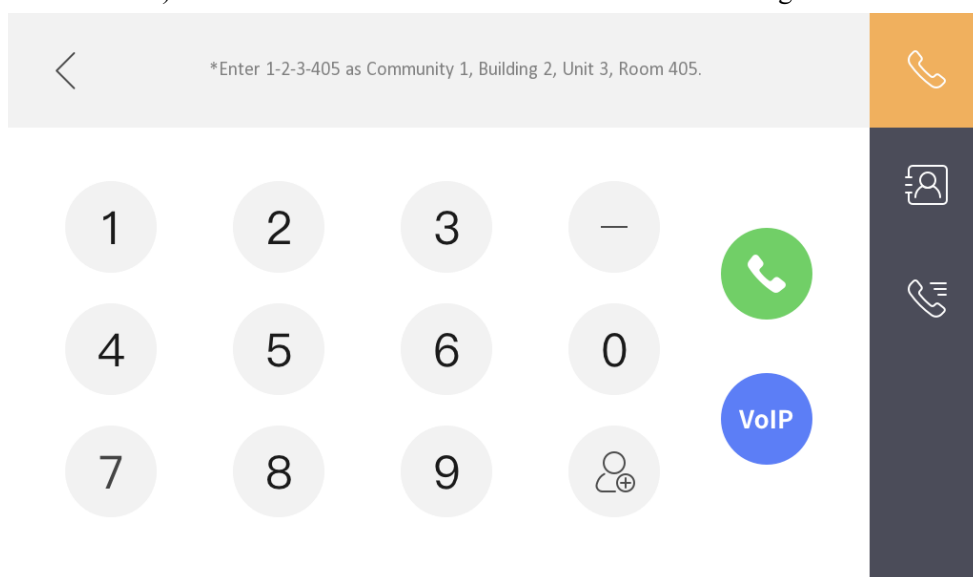 *Enter 1-2-3-405 as Community 1, Building 2, Unit 3, Room 405.
1 2 3 —
4 5 6 0
VoIP
7 8 9